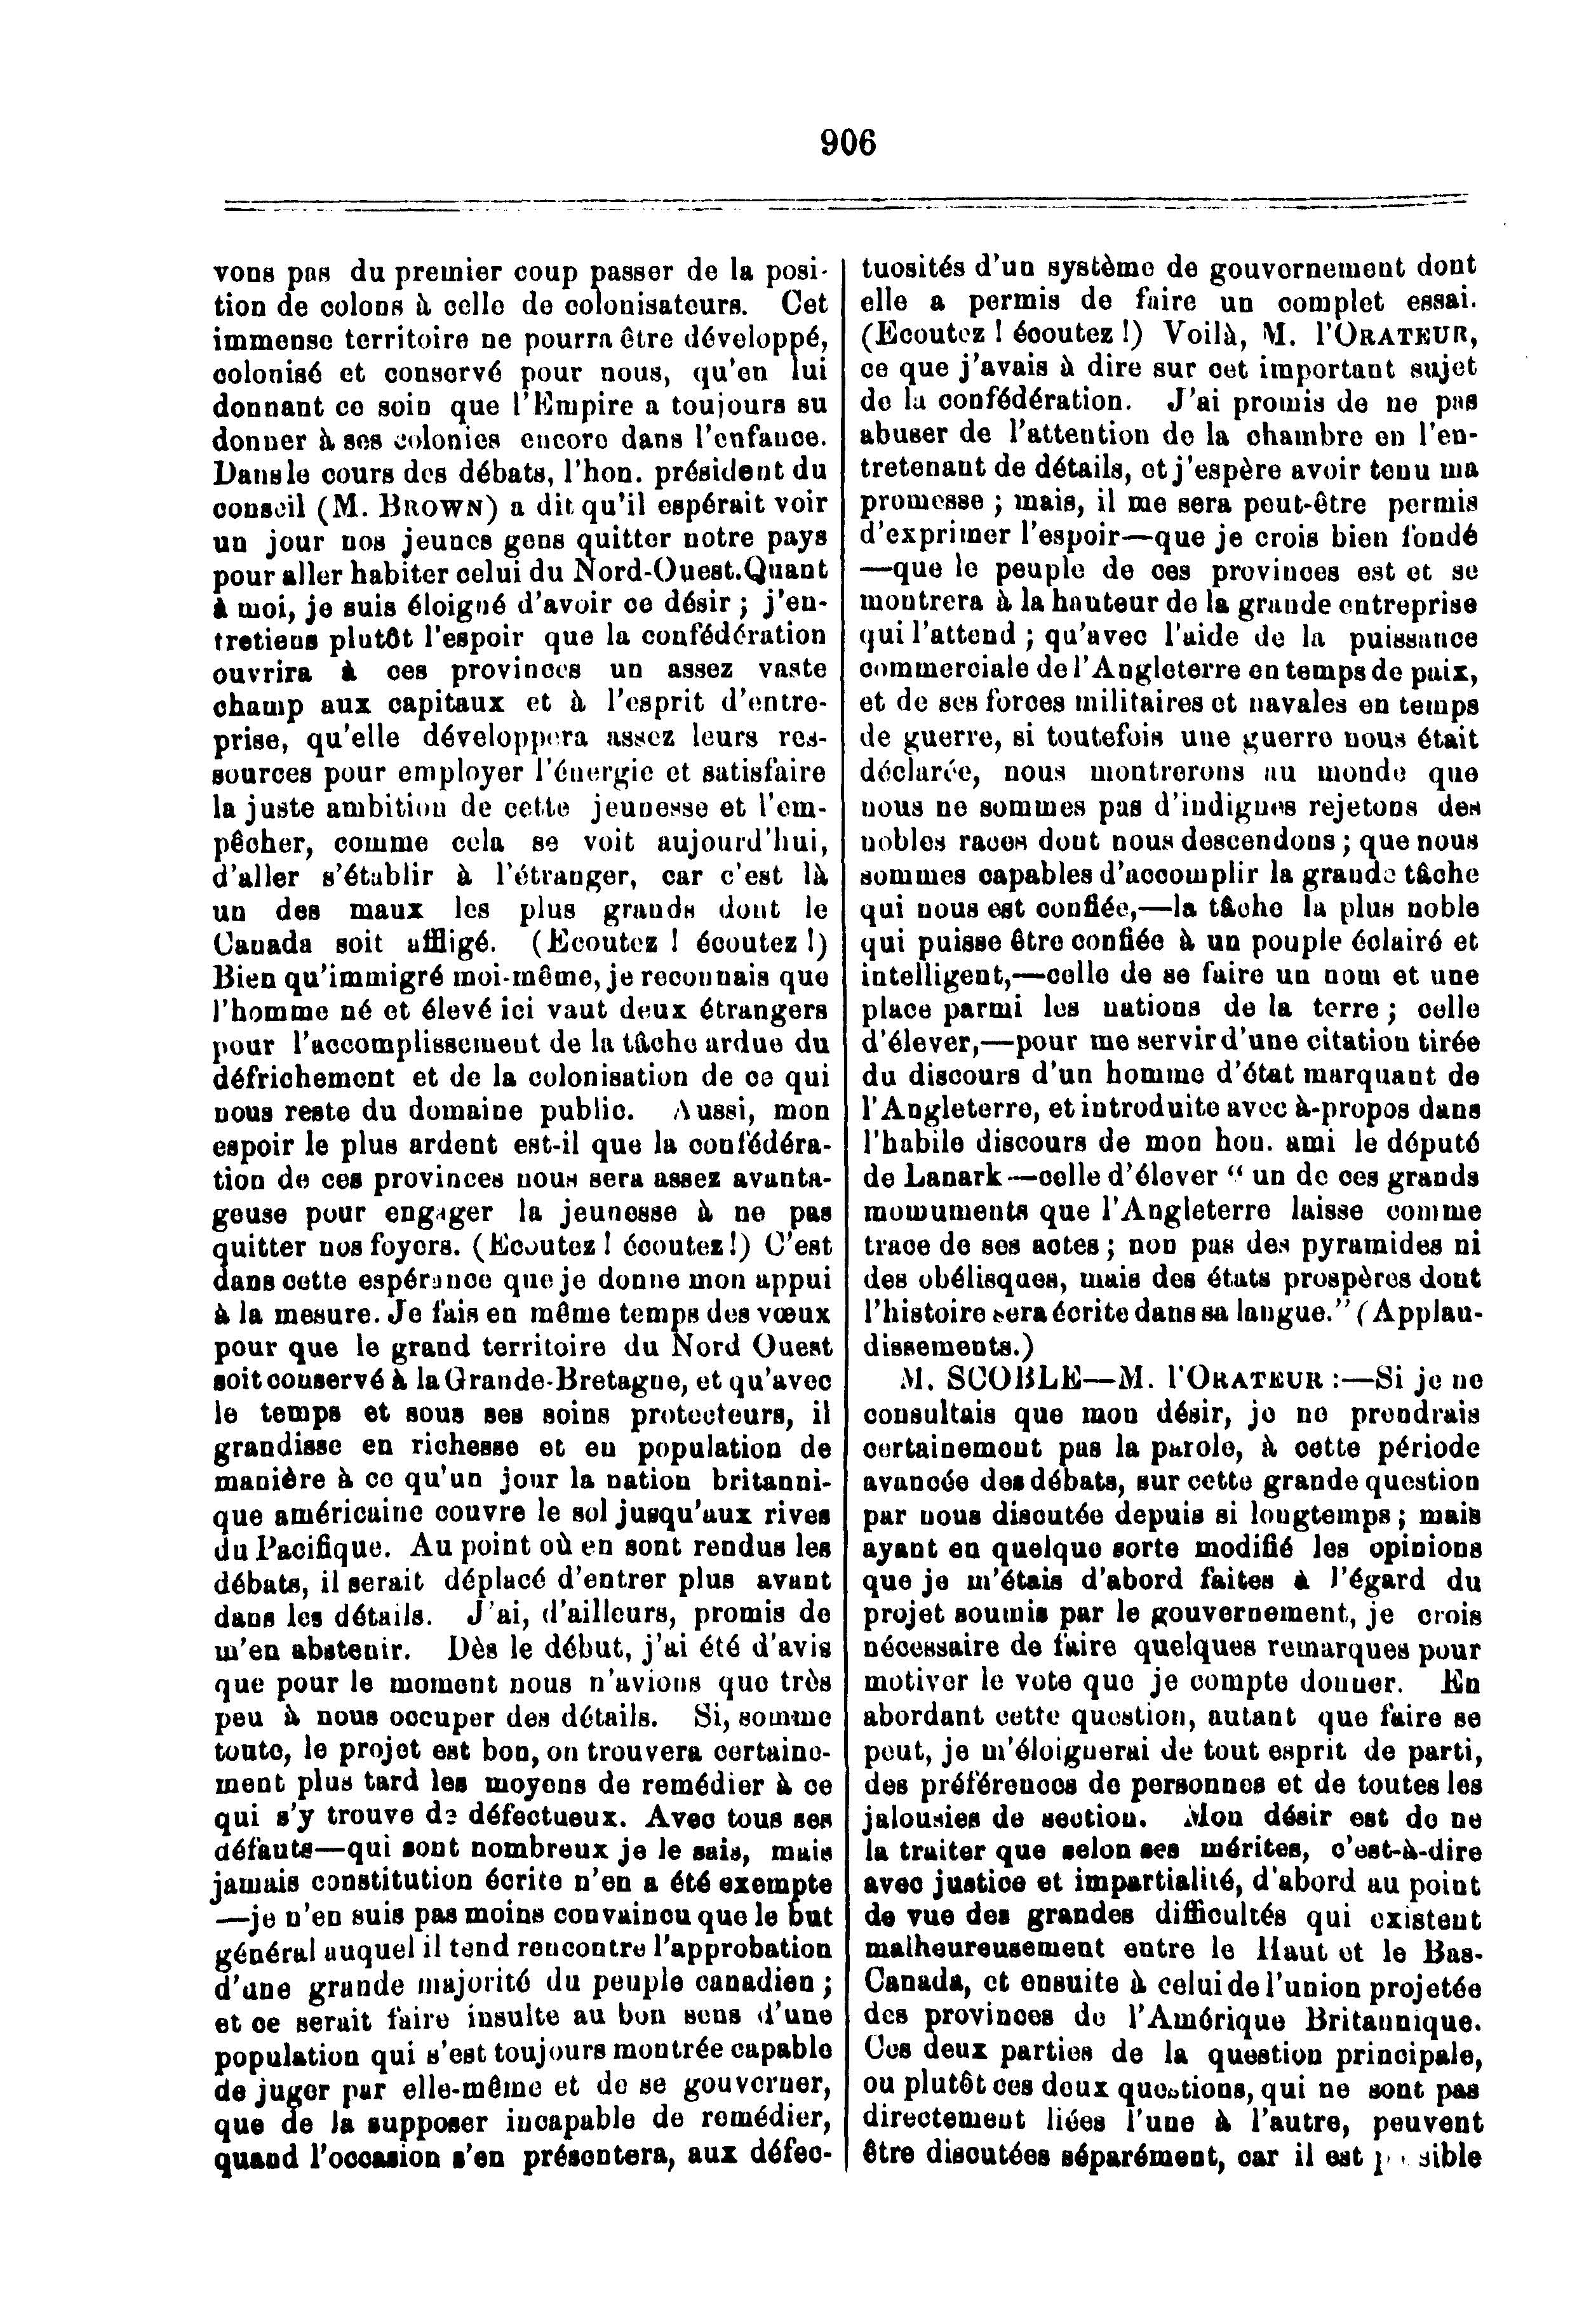 906
vons pas du premier coup passer de la posi-
tion de colons à celle de colonisateurs. Cet
immense territoire ne pourra être développé,
colonisé et conservé pour nous, qu'en lui
donnant ce soin que l'Empire a toujours su
donner à ses colonies encore dans l'enfance.
Dans le cours des débats, l'hon. président du
conseil (M. BROWN) a dit qu'il espérait voir
un jour nos jeunes gens quitter notre pays
pour aller habiter celui du Nord-Ouest. Quant
à moi, je suis éloigné d'avoir ce désir ; j'en-
tretiens plutôt l'espoir que la confédération
ouvrira à ces provinces un assez vaste
champ aux capitaux et à l'esprit d'entre-
prise, qu'elle développera assez leurs res-
sources pour employer l'énergie et satisfaire
la juste ambition de cette jeunesse et l'em-
pêcher, comme cela se voit aujourd'hui,
d'aller s'établir à l'étranger, car c'est là
un des maux les plus grands dont le
Canada soit affligé. (Ecoutez ! écoutez !)
Bien qu'immigré moi-même, je reconnais que
l'homme né et élevé ici vaut deux étrangers
pour l'accomplissement de la tâche ardue du
défrichement et de la colonisation de ce qui
nous reste du domaine public. Aussi, mon
espoir le plus ardent est-il que la confédéra-
tion de ces provinces nous sera assez avanta-
geuse pour engager la jeunesse à ne pas
quitter nos foyers. (Ecoutez ! écoutez !) C'est
dans cette espérance que je donne mon appui
à la mesure. Je fais en même temps des vœux
pour que le grand territoire du Nord Ouest
soit conservé à la Grande-Bretagne, et qu'avec
le temps et sous ses soins protecteurs, il
grandisse en richesse et en population de
manière à ce qu'un jour la nation britanni-
que américaine couvre le sol jusqu'aux rives
du Pacifique. Au point où en sont rendus les
débats, il serait déplacé d'entrer plus avant
dans les détails. J'ai, d'ailleurs, promis de
m'en abstenir. Dès le début, j'ai été d'avis
que pour le moment nous n'avions que très
peu à nous occuper des détails. Si, somme
toute, le projet est bon, on trouvera certaine-
ment plus tard les moyens de remédier à ce
qui s'y trouve de défectueux. Avec tous ses
défauts—qui sont nombreux je le sais, mais
jamais constitution écrite n'en a été exempte
—je n'en suis pas moins convaincu que le but
général auquel il tend rencontre l'approbation
d'une grande majorité du peuple canadien ;
et ce serait faire insulte au bon sens d'une
population qui s'est toujours montrée capable
de juger par elle-même et de se gouverner,
que de la supposer incapable de remédier,
quand l'occasion s'en présentera, aux défec-
tuosités d'un système de gouvernement dont
elle a permis de faire un complet essai.
(Ecoutez ! écoutez !) Voilà, M. l'ORATEUR,
ce que j'avais à dire sur cet important sujet
de la confédération. J'ai promis de ne pas
abuser de l'attention de la chambre en l'en-
tretenant de détails, et j'espère avoir tenu ma
promesse ; mais, il me sera peut-être permis
d'exprimer l'espoir—que je crois bien fondé
—que le peuple de ces provinces est et se
montrera à la hauteur de la grande entreprise
qui l'attend ; qu'avec l'aide de la puissance
commerciale de l'Angleterre en temps de paix,
et de ses forces militaires et navales en temps
de guerre, si toutefois une guerre nous était
déclarée, nous montrerons au monde que
nous ne sommes pas d'indignes rejetons des
nobles races dont nous descendons ; que nous
sommes capables d'accomplir la grande tâche
qui nous est confiée,—la tâche la plus noble
qui puisse être confiée à un peuple éclairé et
intelligent,—celle de se faire un nom et une
place parmi les nations de la terre ; celle
d'élever,—pour me servir d'une citation tirée
du discours d'un homme d'état marquant de
l'Angleterre, et introduite avec à-propos dans
l'habile discours de mon hon. ami le député
de Lanark—celle d'élever " un de ces grands
mouuments que l'Angleterre laisse comme
trace de ses actes ; non pas des pyramides ni
des obélisques, mais des états prospères dont
l'histoire sera écrite dans sa langue." (Applau-
dissements.)
M. SCOBLE—M. l'ORATEUR :—Si je ne
consultais que mon désir, je ne prendrais
certainement pas la parole, à cette période
avancée des débats, sur cette grande question
par nous discutée depuis si longtemps ; mais
ayant en quelque sorte modifié les opinions
que je m'étais d'abord faites à l'égard du
projet soumis par le gouvernement, je crois
nécessaire de faire quelques remarques pour
motiver le vote que je compte donner. En
abordant cette question, autant que faire se
peut, je m'éloignerai de tout esprit de parti,
des préférences de personnes et de toutes les
jalousies de section. Mon désir est de ne
la traiter que selon ses mérites, c'est-à-dire
avec justice et impartialité, d'abord au point
de vue des grandes difficultés qui existent
malheureusement entre le Haut et le Bas-
Canada, et ensuite à celui de l'union projetée
des provinces de l'Amérique Britannique.
Ces deux parties de la question principale,
ou plutôt ces deux questions, qui ne sont pas
directement liées l'une à l'autre, peuvent
être discutées séparément, car il est possible